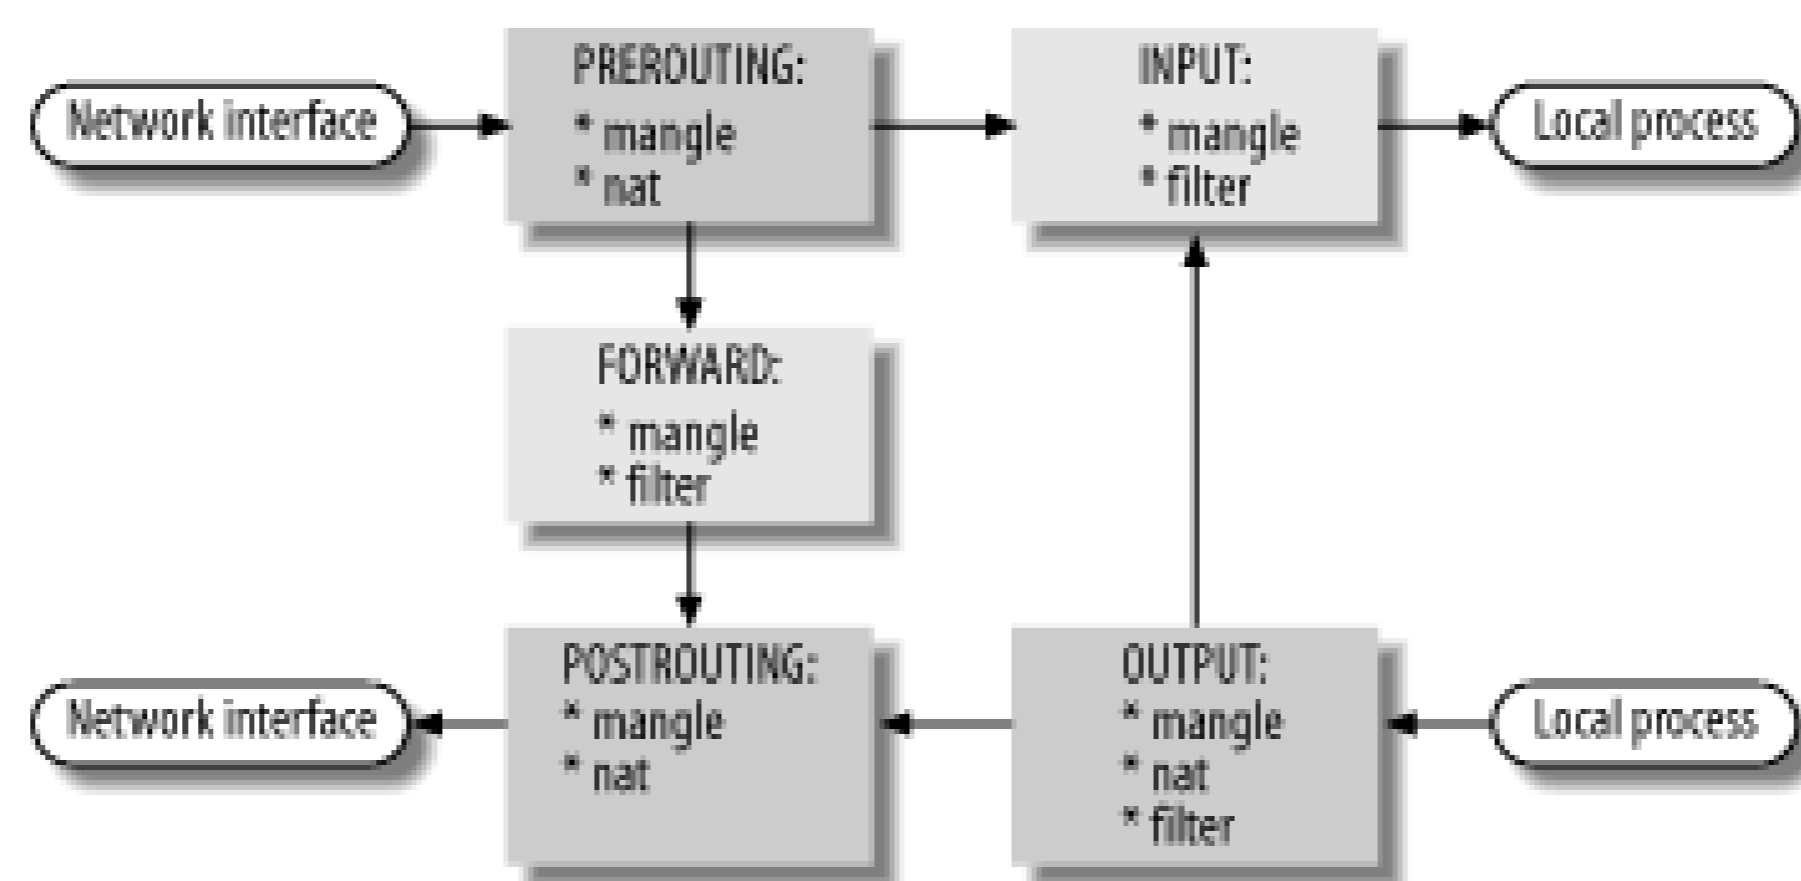 Network interface
PREROUTING:
* mangle
* nat
INPUT:
* mangle
* filter
Local process
FORWARD:
* mangle
* filter
Network interface
POSTROUTING:
* mangle
* nat
OUTPUT:
* mangle
* nat
* filter
Local process